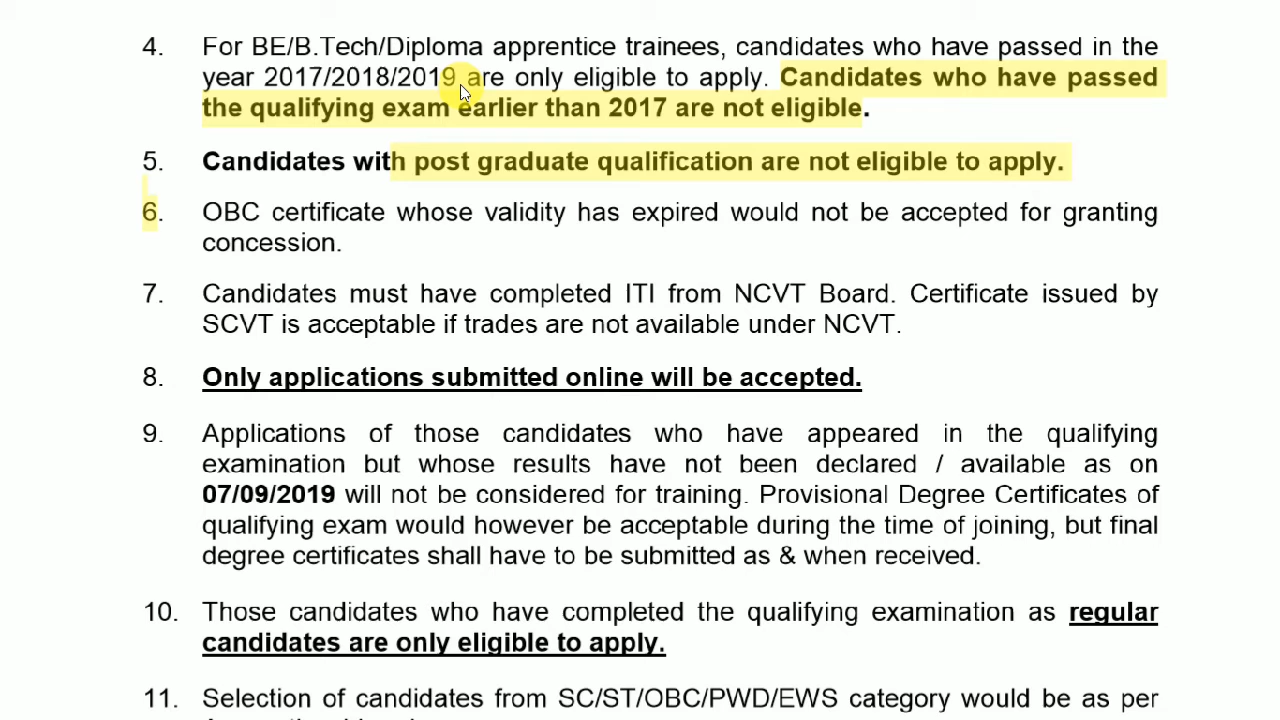 4. For BE/B.Tech/Diploma apprentice trainees, candidates who have passed in the
year 2017/2018/2019 are only eligible to apply. Candidates who have passed
the qualifying exam earlier than 2017 are not eligible.
5. Candidates with post graduate qualification are not eligible to apply.
6. OBC certificate whose validity has expired would not be accepted for granting
concession.
7. Candidates must have completed ITI from NCVT Board. Certificate issued by
SCVT is acceptable if trades are not available under NCVT.
8. Only applications submitted online will be accepted.
9. Applications of those candidates who have appeared in the qualifying
examination but whose results have not been declared / available as on
07/09/2019 will not be considered for training. Provisional Degree Certificates of
qualifying exam would however be acceptable during the time of joining, but final
degree certificates shall have to be submitted as & when received.
10. Those candidates who have completed the qualifying examination as regular
candidates are only eligible to apply.
11. Selection of candidates from SC/ST/OBC/PWD/EWS category would be as per